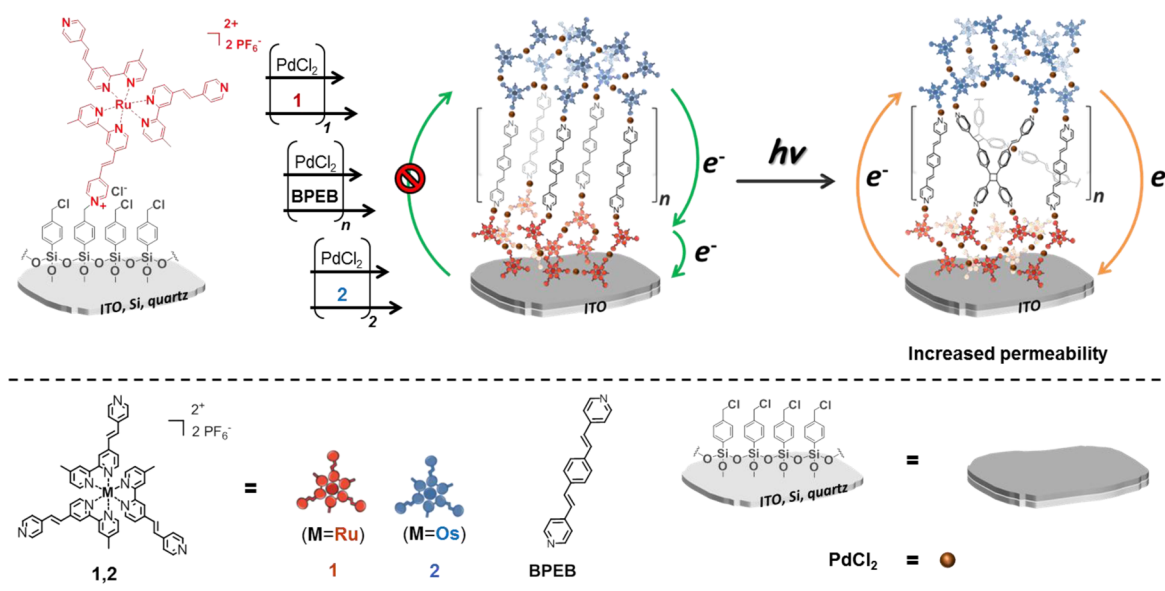 N
2+
2 PF6-
N
N
N
N
Ru
N
N
N
N
N+
Cl-
Cl
Cl
Cl
Si
Si
Si
Si
O
O
O
O
O
O
O
O
O
ITO, Si, quartz
PdCl2
1
1
PdCl2
BPEB
n
PdCl2
2
2
N
N
N
N
N
N
N
N
n
e-
e-
ITO
hν
e-
N
N
N
N
N
N
n
e
ITO
Increased permeability
N
2+
2 PF6-
N
N
N
M
N
N
N
N
N
1,2
=
(M=Ru)
1
(M=Os)
2
N
N
BPEB
Cl
Cl
Cl
Cl
Si
Si
Si
Si
O
O
O
O
O
O
O
O
O
ITO, Si, quartz
=
PdCl2
=